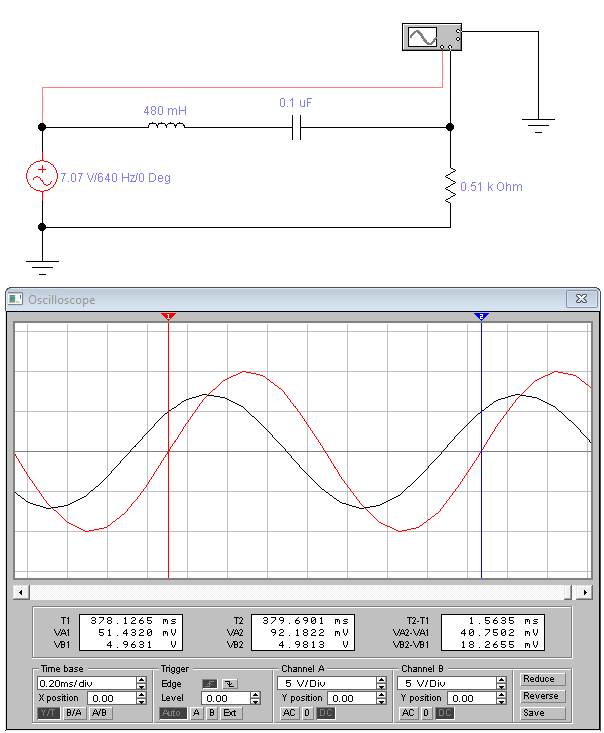 0.1 uF
480 mH
7.07 V/640 Hz/0 Deg
0.51 k Ohm
Oscilloscope
1
2
T1 378.1265 ms T2 379.6901 ms T2-T1 1.5635 ms
VA1 51.4320 mV VA2 92.1822 mV VA2-VA1 40.7502 mV
VB1 4.9631 V VB2 4.9813 V VB2-VB1 18.2655 mV
Time base Trigger Channel A Channel B Reduce
0.20ms/div Edge 5 V/Div 5 V/Div
X position 0.00 Level 0.00 Y position 0.00 Y position 0.00 Reverse
Y/T B/A A/B Auto A B Ext AC 0 DC AC 0 DC Save